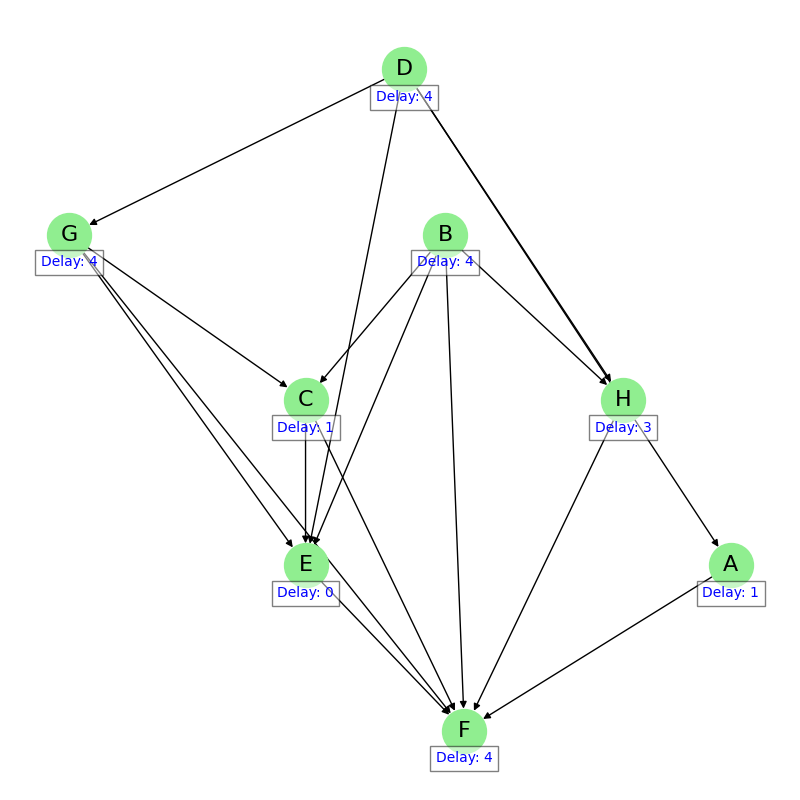 D
Delay: 4
G
Delay: 4
B
Delay: 4
C
Delay: 1
H
Delay: 3
E
Delay: 0
A
Delay: 1
F
Delay: 4